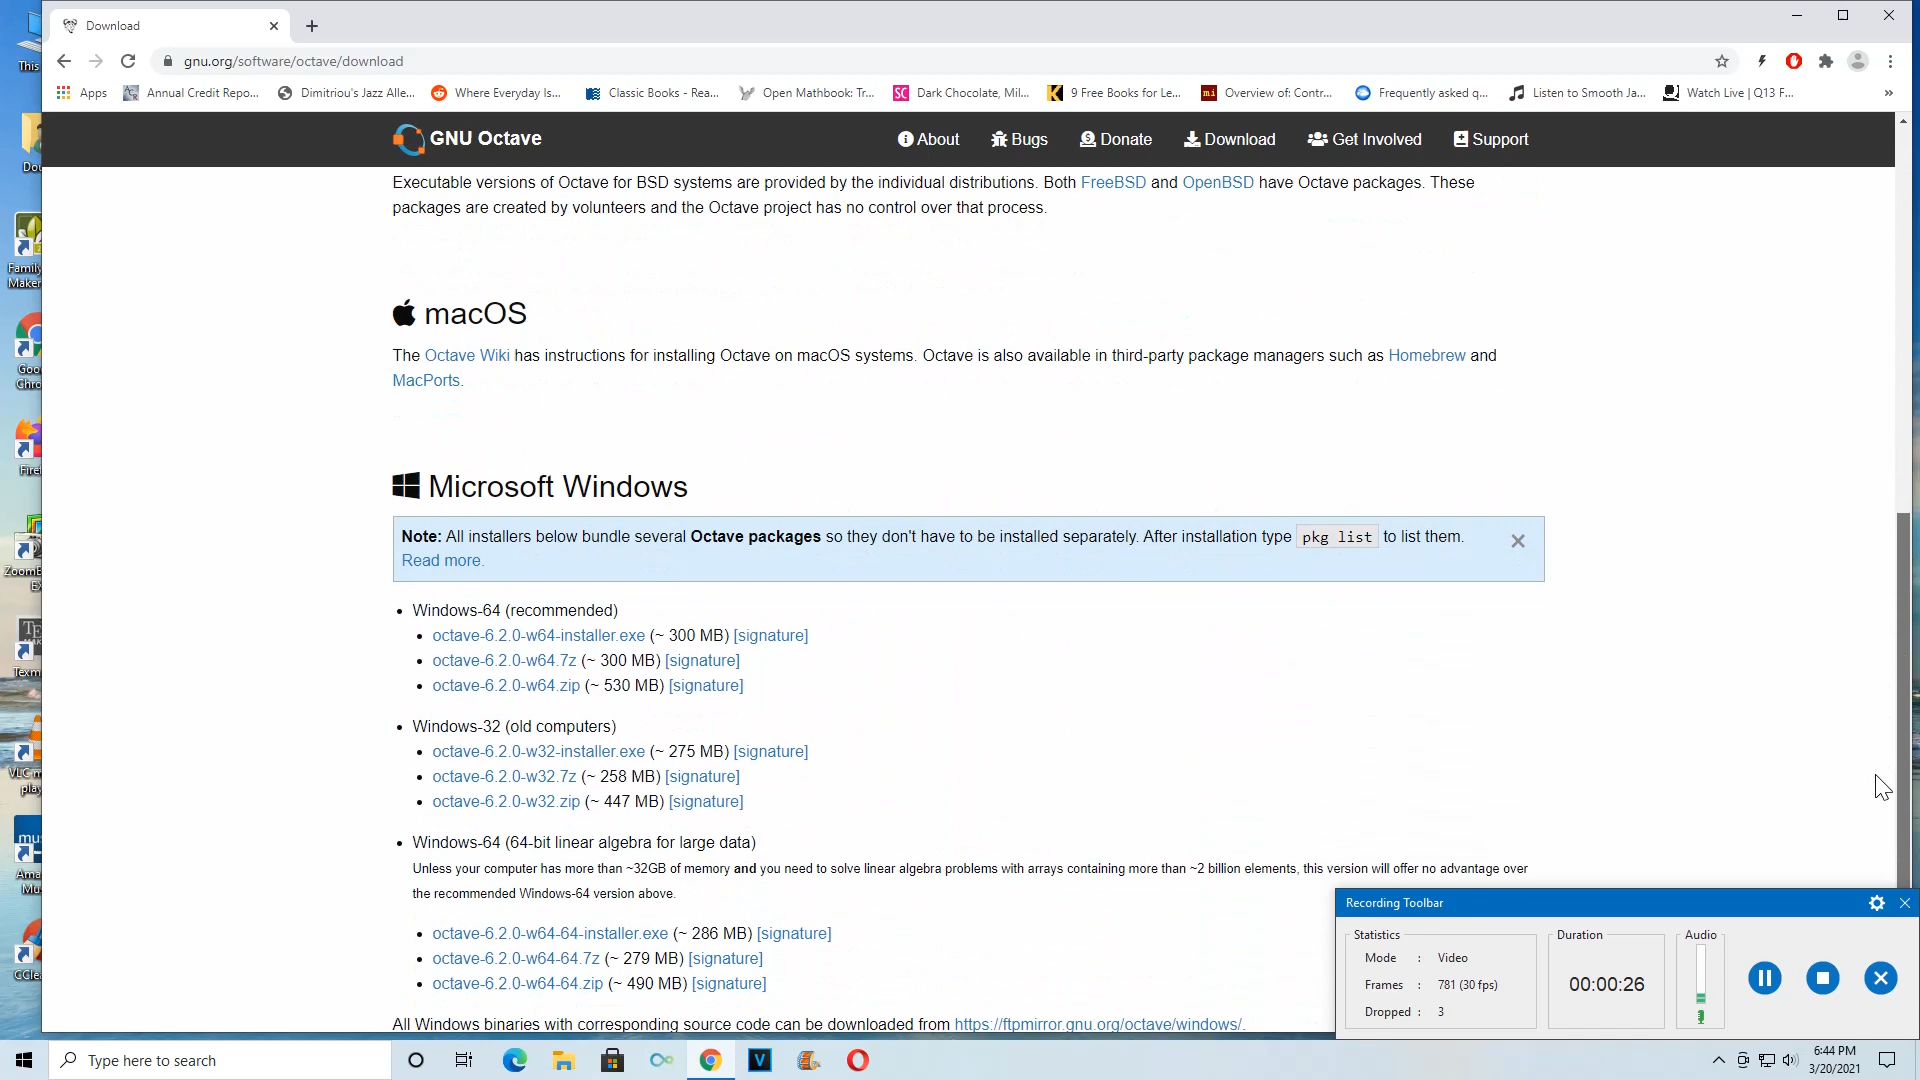 Download
gnu.org/software/octave/download
Apps
Annual Credit Repo...
Dimitriou's Jazz Alle...
Where Everyday Is...
Classic Books - Rea...
Open Mathbook: Tr...
Dark Chocolate, Mil...
9 Free Books for Le...
Overview of: Contr...
Frequently asked q...
Listen to Smooth Ja...
Watch Live | Q13 F...
»
GNU Octave
About
Bugs
Donate
Download
Get Involved
Support
Executable versions of Octave for BSD systems are provided by the individual distributions. Both FreeBSD and OpenBSD have Octave packages. These
packages are created by volunteers and the Octave project has no control over that process.
macOS
The Octave Wiki has instructions for installing Octave on macOS systems. Octave is also available in third-party package managers such as Homebrew and
MacPorts.
Microsoft Windows
Note: All installers below bundle several Octave packages so they don't have to be installed separately. After installation type pkg list to list them.
Read more.
• Windows-64 (recommended)
• octave-6.2.0-w64-installer.exe (~ 300 MB) [signature]
• octave-6.2.0-w64.7z (~ 300 MB) [signature]
• octave-6.2.0-w64.zip (~ 530 MB) [signature]
• Windows-32 (old computers)
• octave-6.2.0-w32-installer.exe (~ 275 MB) [signature]
• octave-6.2.0-w32.7z (~ 258 MB) [signature]
• octave-6.2.0-w32.zip (~ 447 MB) [signature]
• Windows-64 (64-bit linear algebra for large data)
Unless your computer has more than ~32GB of memory and you need to solve linear algebra problems with arrays containing more than ~2 billion elements, this version will offer no advantage over
the recommended Windows-64 version above.
• octave-6.2.0-w64-64-installer.exe (~ 286 MB) [signature]
• octave-6.2.0-w64-64.7z (~ 279 MB) [signature]
• octave-6.2.0-w64-64.zip (~ 490 MB) [signature]
All Windows binaries with corresponding source code can be downloaded from https://ftpmirror.gnu.org/octave/windows/.
This
Family
Maker
Recording Toolbar
Statistics
Mode : Video
Frames : 781 (30 fps)
Dropped : 3
Duration
00:00:26
Audio
Type here to search
6:44 PM
3/20/2021